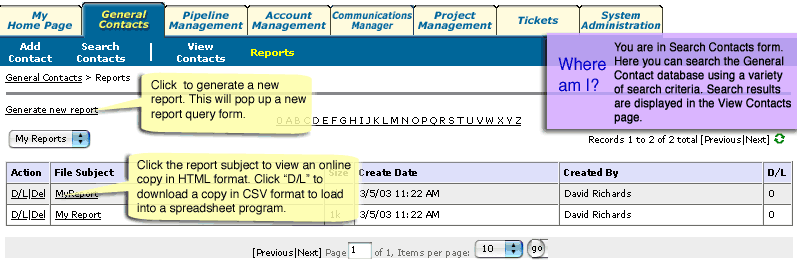 My Home Page
General Contacts
Pipeline Management
Account Management
Communications Manager
Project Management
Tickets
System Administration
Add Contact
Search Contacts
View Contacts
Reports
Where am I?
You are in Search Contacts form.
Here you can search the General
Contact database using a variety
of search criteria. Search results
are displayed in the View Contacts
page.
General Contacts > Reports
Click to generate a new
report. This will pop up a new
report query form.
Generate new report
0 A B C D E F G H I J K L M N O P Q R S T U V W X Y Z
My Reports
Records 1 to 2 of 2 total [Previous|Next]
Click the report subject to view an online
copy in HTML format. Click “D/L” to
download a copy in CSV format to load
into a spreadsheet program.
Action File Subject Size Create Date Created By D/L
D/L|Del MyReport 3/5/03 11:22 AM David Richards 0
D/L|Del My Report 1k 3/5/03 11:22 AM David Richards 0
[Previous|Next] Page 1 of 1, Items per page: 10 go